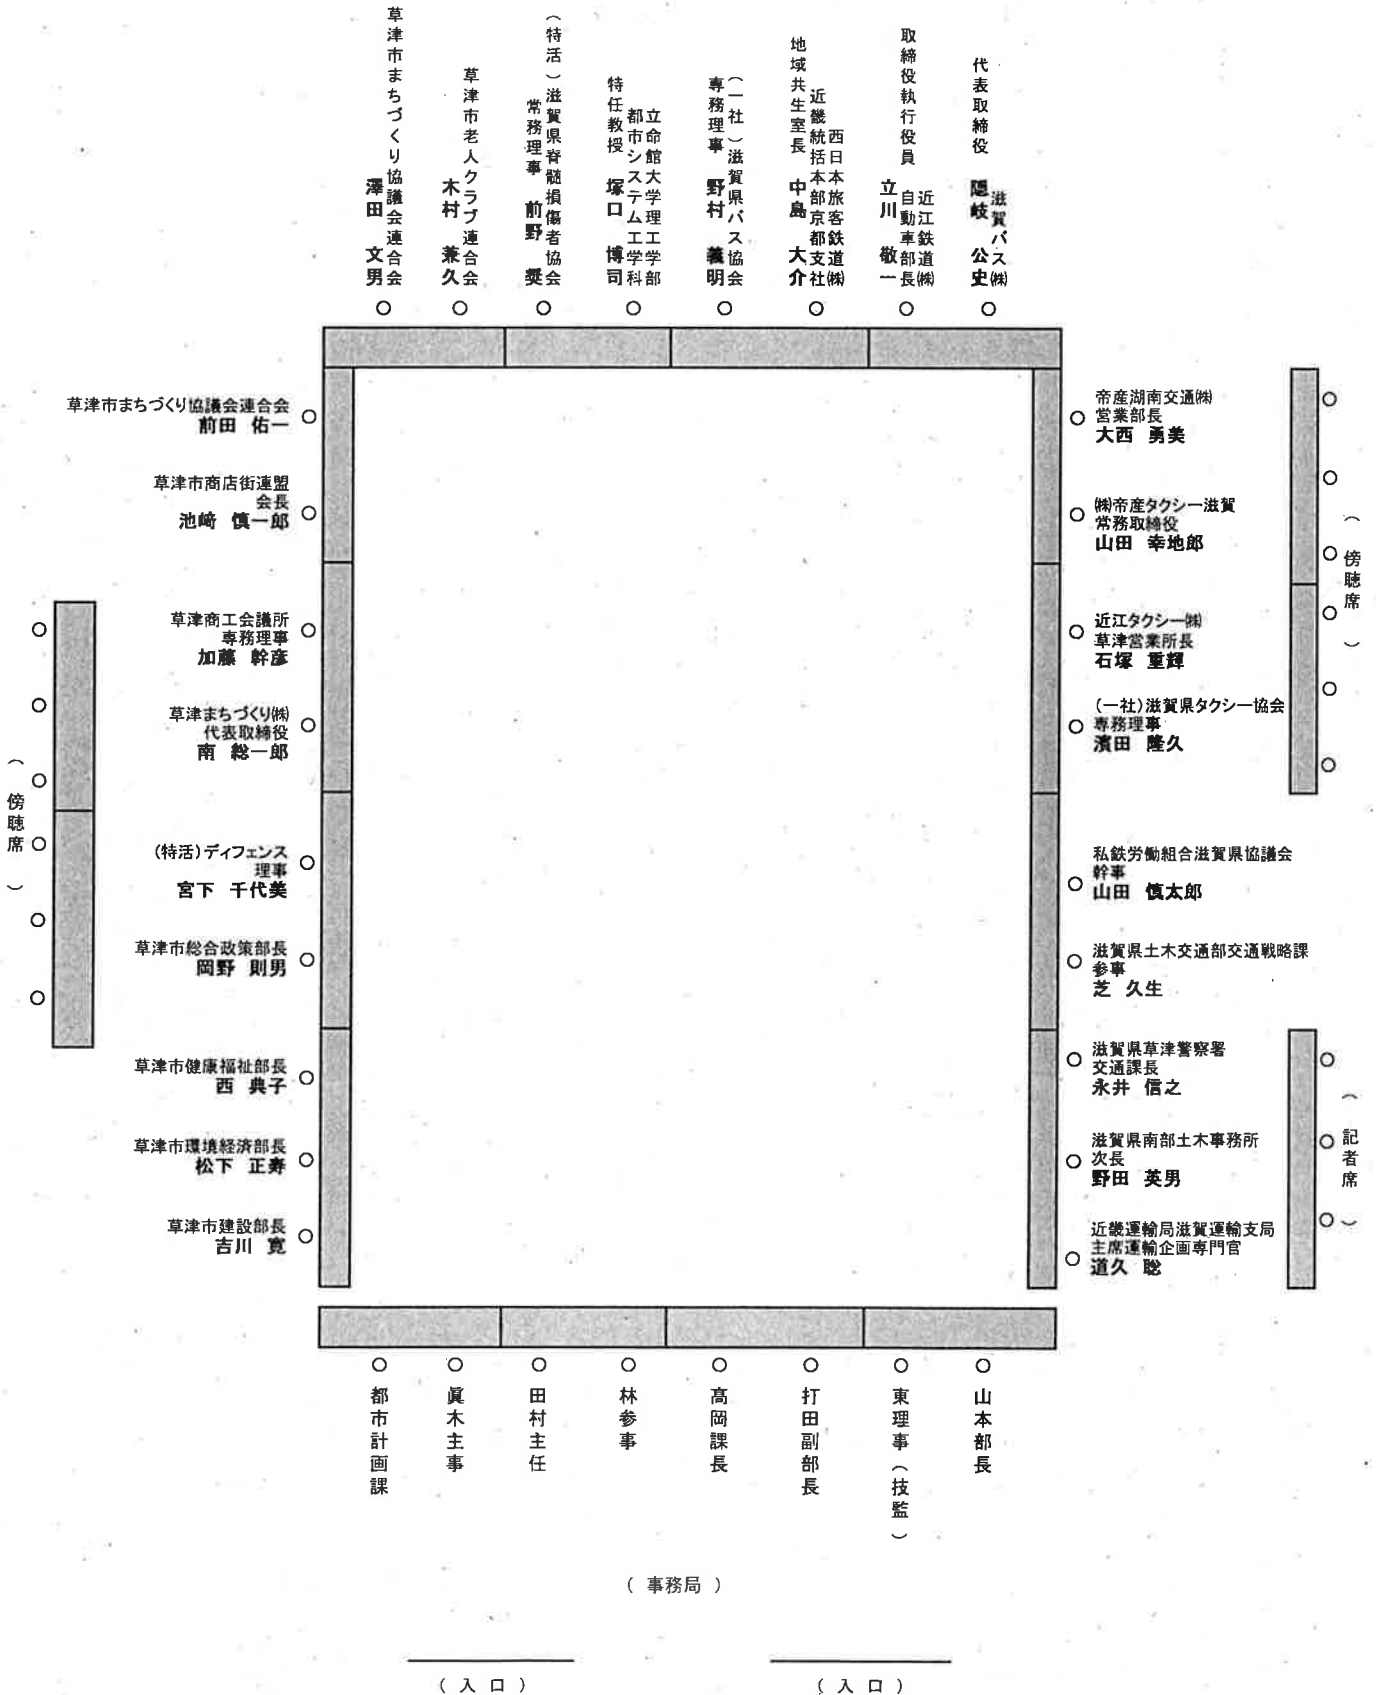 滋賀バス㈱
代表取締役　隠岐　公史
近江鉄道㈱
自動車部長
取締役執行役員　立川　敬一
西日本旅客鉄道㈱
近畿統括本部京都支社
地域共生室長　中島　大介
（一社）滋賀県バス協会
専務理事　野村　義明
立命館大学理工学部
都市システム工学科
特任教授　塚口　博司
（特活）滋賀県脊髄損傷者協会
常務理事　前野　奨
草津市老人クラブ連合会
木村　兼久
草津市まちづくり協議会連合会
澤田　文男
草津市まちづくり協議会連合会
前田　佑一
草津市商店街連盟
会長
池﨑　慎一郎
草津商工会議所
専務理事
加藤　幹彦
草津まちづくり㈱
代表取締役
南　総一郎
(特活)ディフェンス
理事
宮下　千代美
草津市総合政策部長
岡野　則男
草津市健康福祉部長
西　典子
草津市環境経済部長
松下　正寿
草津市建設部長
吉川　寛
（傍聴席）
帝産湖南交通㈱
営業部長
大西　勇美
㈱帝産タクシー滋賀
常務取締役
山田　幸地郎
近江タクシー㈱
草津営業所長
石塚　重輝
(一社)滋賀県タクシー協会
専務理事
濱田　隆久
私鉄労働組合滋賀県協議会
幹事
山田　慎太郎
滋賀県土木交通部交通戦略課
参事
芝　久生
滋賀県草津警察署
交通課長
永井　信之
滋賀県南部土木事務所
次長
野田　英男
近畿運輸局滋賀運輸支局
主席運輸企画専門官
道久　聡
（傍聴席）
（記者席）
山本部長
東理事（技監）
打田副部長
髙岡課長
林参事
田村主任
眞木主事
都市計画課
（ 事務局 ）
（ 入 口 ）
（ 入 口 ）